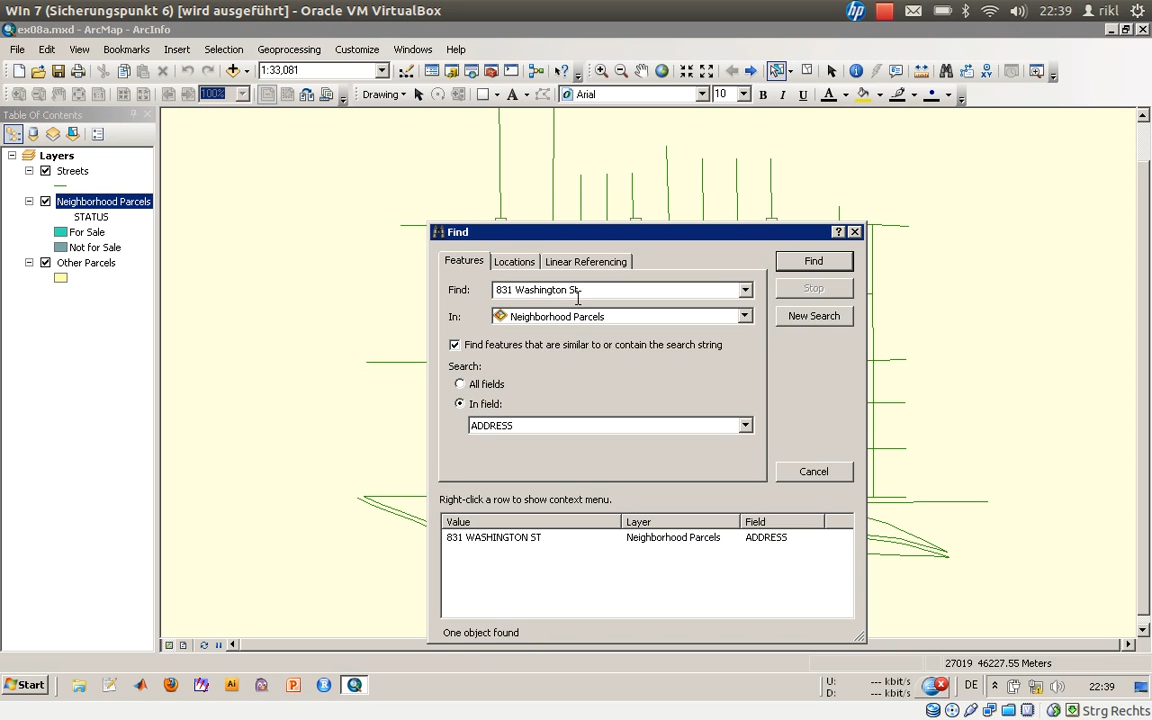 WIn 7 (Sicherungspunkt 6) [wird ausgeführt] - Oracle VM VirtualBox
22:39 rikl
ex08a.mxd - ArcMap - ArcInfo
File Edit View Bookmarks Insert Selection Geoprocessing Customize Windows Help
1:33,081
100% Drawing Arial 10 B I U A
Table Of Contents
Layers
Streets
Neighborhood Parcels
STATUS
For Sale
Not for Sale
Other Parcels
Find
Features Locations Linear Referencing
Find
Find: 831 Washington St
Stop
In: Neighborhood Parcels
New Search
Find features that are similar to or contain the search string
Search:
All fields
In field:
ADDRESS
Cancel
Right-click a row to show context menu.
Value Layer Field
831 WASHINGTON ST Neighborhood Parcels ADDRESS
One object found
27019 46227.55 Meters
Start
U: --- kbit/s
D: --- kbit/s
DE
22:39
Strg Rechts